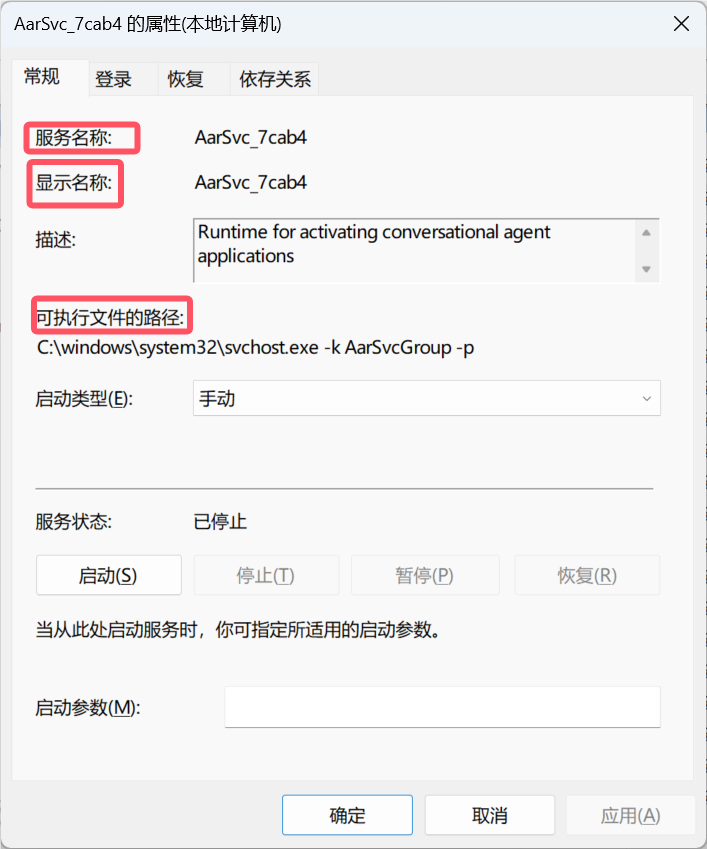 AarSvc_7cab4 的属性(本地计算机)
常规 登录 恢复 依存关系
服务名称: AarSvc_7cab4
显示名称: AarSvc_7cab4
描述: Runtime for activating conversational agent
applications
可执行文件的路径:
C:\windows\system32\svchost.exe -k AarSvcGroup -p
启动类型(E): 手动
服务状态: 已停止
启动(S) 停止(T) 暂停(P) 恢复(R)
当从此处启动服务时，你可指定所适用的启动参数。
启动参数(M):
确定 取消 应用(A)